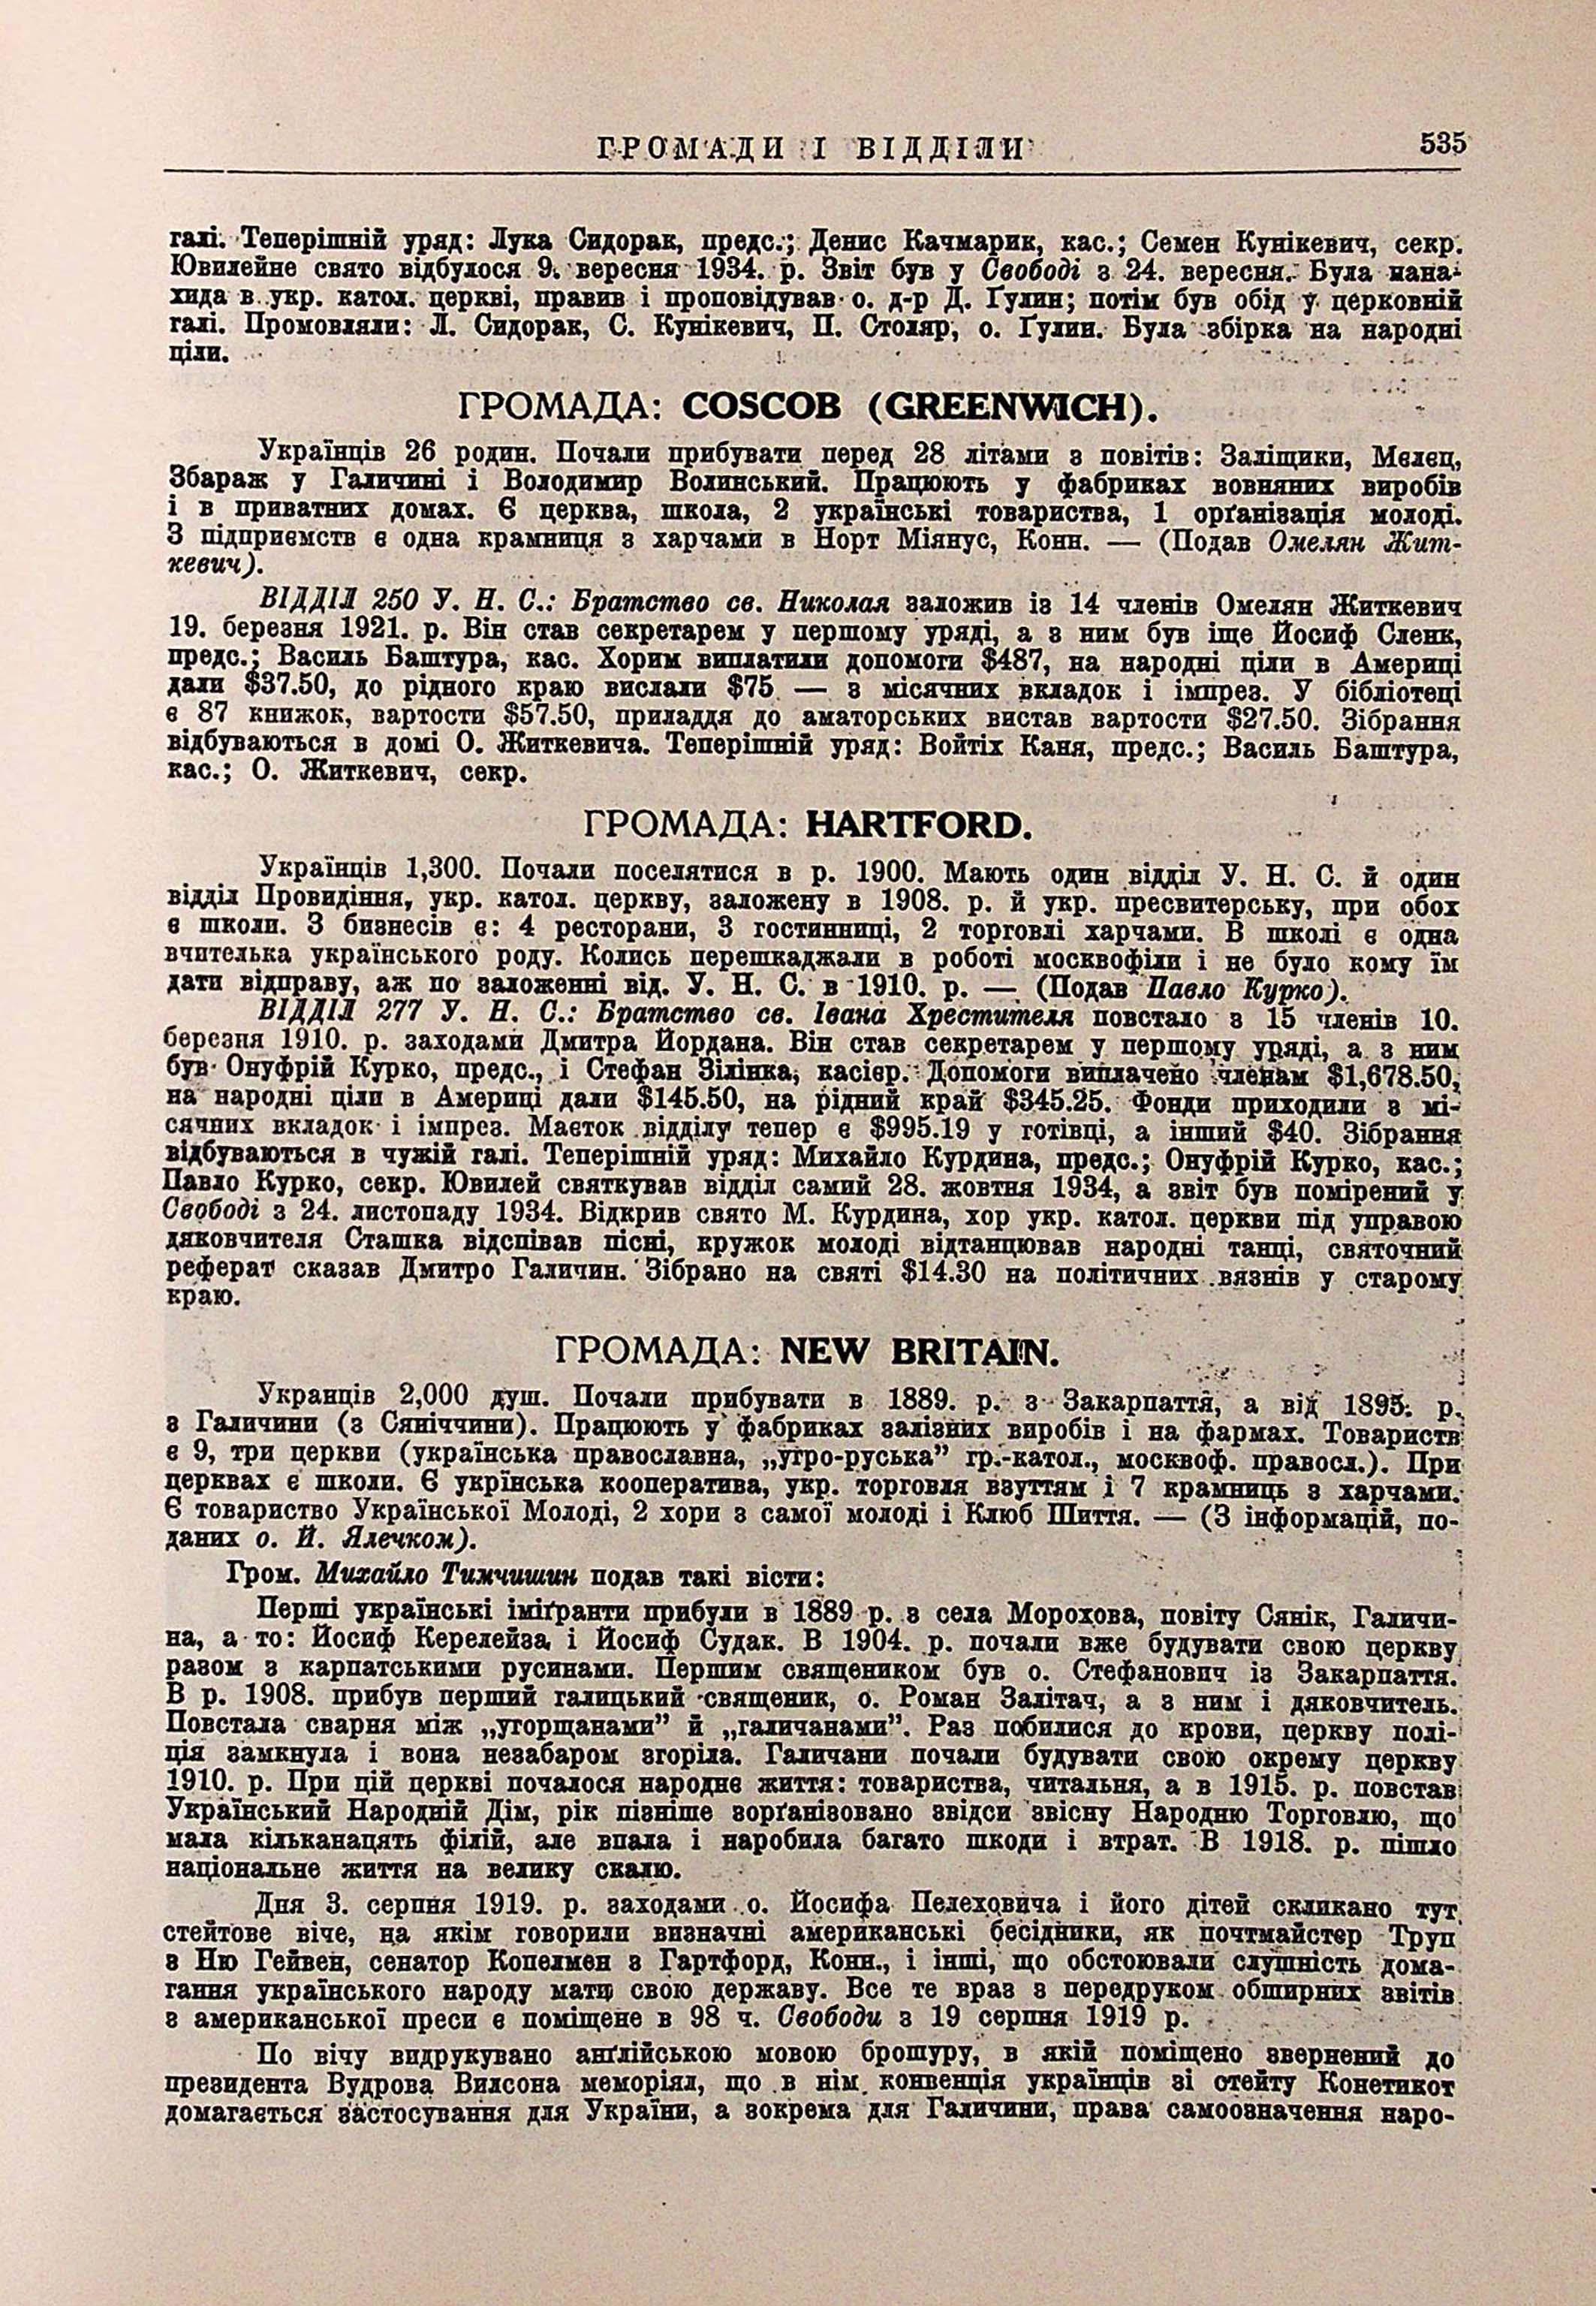 ГРОМАДИ І ВІДДІЛИ 535
галі. Теперішній уряд: Лука Сидорак, предс.; Денис Качмарик, кас.; Семен Кунікевич, секр.
Ювилейне свято відбулося 9. вересня 1934. р. Звіт був у Свободі з 24. вересня. Була пана-
хида в укр. катол. церкві, правив і проповідував о. д-р Д. Ґулин; потім був обід у церковній
галі. Промовляли: Л. Сидорак, С. Кунікевич, П. Столяр, о. Ґулин. Була збірка на народні
ціли.
ГРОМАДА: COSCOB (GREENWICH).
Українців 26 родин. Почали прибувати перед 28 літами з повітів: Заліщики, Мелец,
Збараж у Галичині і Володимир Волинський. Працюють у фабриках вовняних виробів
і в приватних домах. Є церква, школа, 2 українські товариства, 1 орґанізація молоді.
З підприємств є одна крамниця з харчами в Норт Міянус, Конн. — (Подав Омелян Жит-
кевич).
ВІДДІЛ 250 У. Н. С.: Братство св. Николая заложив із 14 членів Омелян Житкевич
19. березня 1921. р. Він став секретарем у першому уряді, а з ним був іще Йосиф Сленк,
предс.; Василь Баштура, кас. Хорим виплатили допомоги $487, на народні ціли в Америці
дали $37.50, до рідного краю вислали $75 — з місячних вкладок і імпрез. У бібліотеці
є 87 книжок, вартости $57.50, приладдя до аматорських вистав вартости $27.50. Зібрання
відбуваються в домі О. Житкевича. Теперішній уряд: Войтіх Каня, предс.; Василь Баштура,
кас.; О. Житкевич, секр.
ГРОМАДА: HARTFORD.
Українців 1,300. Почали поселятися в р. 1900. Мають один відділ У. Н. С. й один
відділ Провидіння, укр. катол. церкву, заложену в 1908. р. й укр. пресвитерську, при обох
є школи. З бизнесів є: 4 ресторани, 3 гостинниці, 2 торговлі харчами. В школі є одна
вчителька українського роду. Колись перешкаджали в роботі москвофіли і не було кому їм
дати відправу, аж по заложенні від. У. Н. С. в 1910. р. — (Подав Павло Курко).
ВІДДІЛ 277 У. Н. С.: Братство св. Івана Хрестителя повстало з 15 членів 10.
березня 1910. р. заходами Дмитра Йордана. Він став секретарем у першому уряді, а з ним
був Онуфрій Курко, предс., і Стефан Зілінка, касієр. Допомоги виплачено членам $1,678.50,
на народні ціли в Америці дали $145.50, на рідний край $345.25. Фонди приходили з мі-
сячних вкладок і імпрез. Маєток відділу тепер є $995.19 у готівці, а інший $40. Зібрання
відбуваються в чужій галі. Теперішній уряд: Михайло Курдина, предс.; Онуфрій Курко, кас.;
Павло Курко, секр. Ювилей святкував відділ самий 28. жовтня 1934, а звіт був помірений у
Свободі з 24. листопаду 1934. Відкрив свято М. Курдина, хор укр. катол. церкви під управою
дяковчителя Сташка відспівав пісні, кружок молоді відтанцював народні танці, святочний
реферат сказав Дмитро Галичин. Зібрано на святі $14.30 на політичних вязнів у старому
краю.
ГРОМАДА: NEW BRITAIN.
Укранців 2,000 душ. Почали прибувати в 1889. р. з Закарпаття, а від 1895. р.
з Галичини (з Сяніччини). Працюють у фабриках залізних виробів і на фармах. Товариств
є 9, три церкви (українська православна, „угро-руська” гр.-катол., москвоф. правосл.). При
церквах є школи. Є укрїнська кооператива, укр. торговля взуттям і 7 крамниць з харчами.
Є товариство Української Молоді, 2 хори з самої молоді і Клюб Шиття. — (З інформацій, по-
даних о. Й. Ялечком).
Гром. Михайло Тимчишин подав такі вісти:
Перші українські іміґранти прибули в 1889 р. з села Морохова, повіту Сянік, Галичи-
на, а то: Йосиф Керелейза і Йосиф Судак. В 1904. р. почали вже будувати свою церкву
разом з карпатськими русинами. Першим священиком був о. Стефанович із Закарпаття.
В р. 1908. прибув перший галицький священик, о. Роман Залітач, а з ним і дяковчитель.
Повстала сварня між „угорщанами” й „галичанами”. Раз побилися до крови, церкву полі-
ція замкнула і вона незабаром згоріла. Галичани почали будувати свою окрему церкву
1910. р. При цій церкві почалося народне життя: товариства, читальня, а в 1915. р. повстав
Український Народній Дім, рік пізніше зорґанізовано звідси звісну Народню Торговлю, що
мала кільканацять філій, але впала і наробила багато шкоди і втрат. В 1918. р. пішло
національне життя на велику скалю.
Дня 3. серпня 1919. р. заходами о. Йосифа Пелеховича і його дітей скликано тут
стейтове віче, на якім говорили визначні американські бесідники, як почтмайстер Труп
з Ню Гейвен, сенатор Копелмен з Гартфорд, Конн., і інші, що обстоювали слушність дома-
гання українського народу мати свою державу. Все те враз з передруком обширних звітів
з американської преси є поміщене в 98 ч. Свободи з 19 серпня 1919 р.
По вічу видрукувано анґлійською мовою брошуру, в якій поміщено звернений до
президента Вудрова Вилсона меморіял, що в нім конвенція українців зі стейту Конетикот
домагається застосування для України, а зокрема для Галичини, права самоозначення наро-